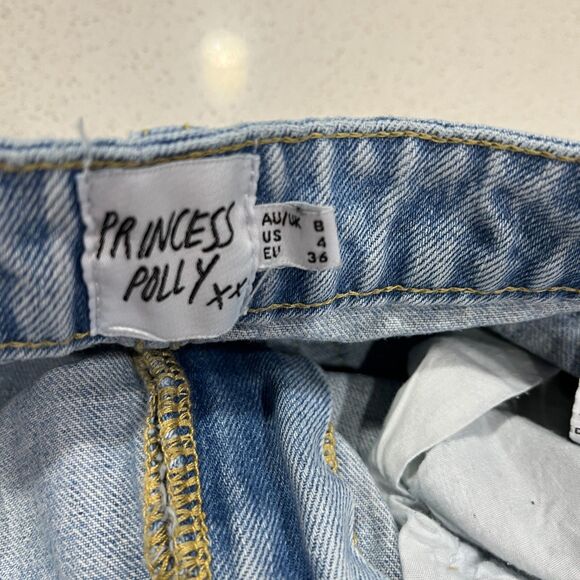 PRINCESS
POLLY xx
AU/UK 8
US 4
EU 36